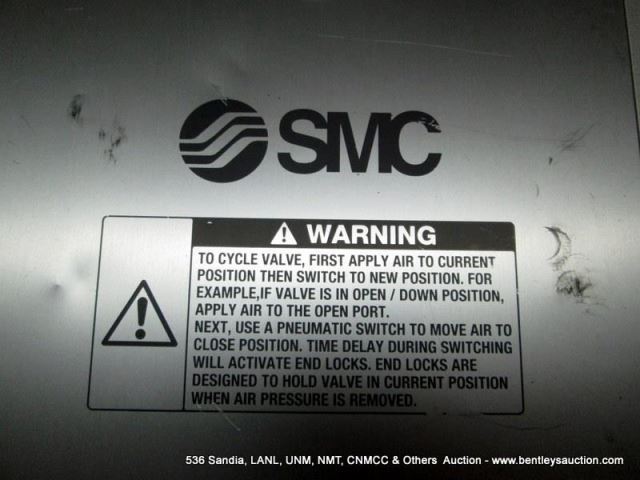 SMC
WARNING
TO CYCLE VALVE, FIRST APPLY AIR TO CURRENT
POSITION THEN SWITCH TO NEW POSITION. FOR
EXAMPLE,IF VALVE IS IN OPEN / DOWN POSITION,
APPLY AIR TO THE OPEN PORT.
NEXT, USE A PNEUMATIC SWITCH TO MOVE AIR TO
CLOSE POSITION. TIME DELAY DURING SWITCHING
WILL ACTIVATE END LOCKS. END LOCKS ARE
DESIGNED TO HOLD VALVE IN CURRENT POSITION
WHEN AIR PRESSURE IS REMOVED.
536 Sandia, LANL, UNM, NMT, CNMCC & Others Auction - www.bentleysauction.com